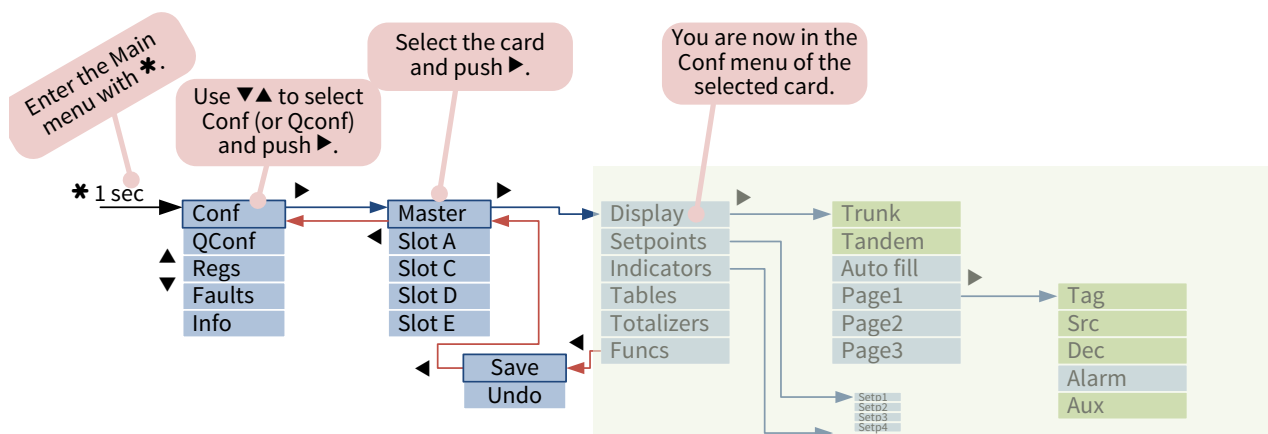 Enter the Main
menu with ✱.
Use ▼▲ to select
Conf (or Qconf)
and push ▶.
Select the card
and push ▶.
You are now in the
Conf menu of the
selected card.
✱ 1 sec
Conf
QConf
Regs
Faults
Info
Master
Slot A
Slot C
Slot D
Slot E
Save
Undo
Display
Setpoints
Indicators
Tables
Totalizers
Funcs
Trunk
Tandem
Auto fill
Page1
Page2
Page3
Setp1
Setp2
Setp3
Setp4
Tag
Src
Dec
Alarm
Aux